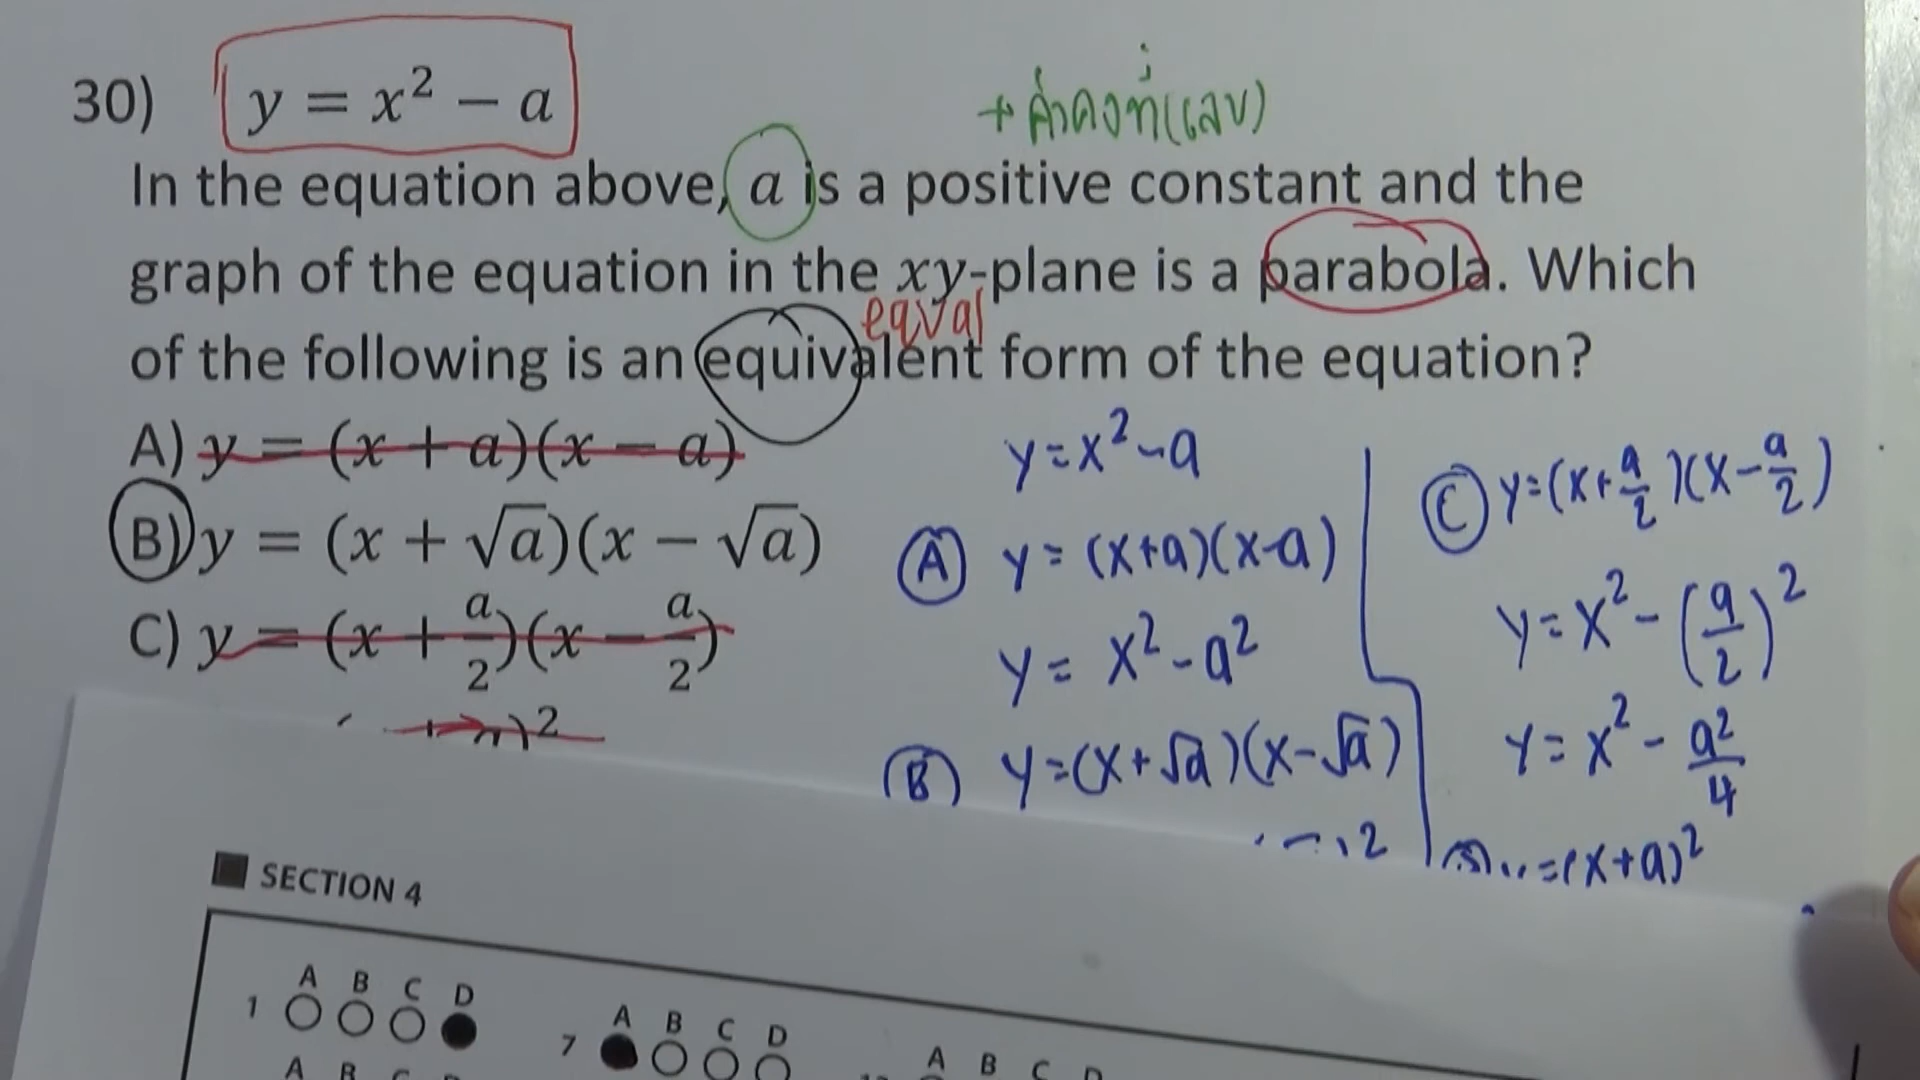 30) y = x² − a
+ ค่าคงที่(เลข)
In the equation above, a is a positive constant and the
graph of the equation in the xy-plane is a parabola. Which
equal
of the following is an equivalent form of the equation?
A) y = (x + a)(x − a)
B) y = (x + √a)(x − √a)
C) y = (x + a/2)(x − a/2)
y = x² - a
Ⓐ y = (x+a)(x-a)
y = x² - a²
Ⓑ y = (x+√a)(x-√a)
Ⓒ y = (x+a/2)(x-a/2)
y = x² - (a/2)²
y = x² - a²/4
=(x+a)²
SECTION 4
A B C D
1
A B C D
7
A B C D
A B C